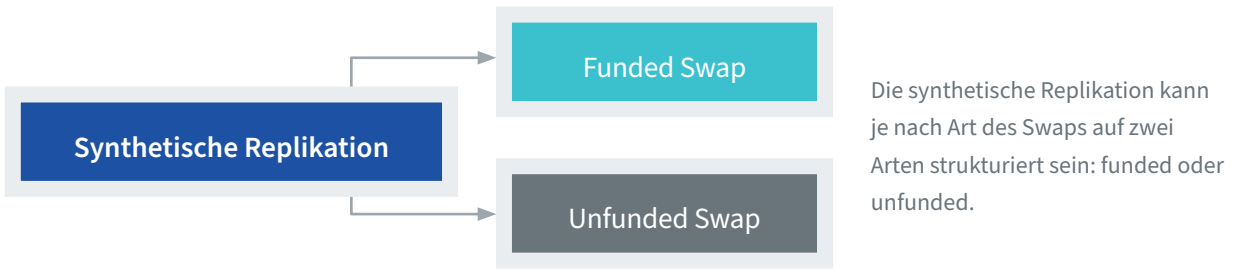 Synthetische Replikation
Funded Swap
Unfunded Swap
Die synthetische Replikation kann
je nach Art des Swaps auf zwei
Arten strukturiert sein: funded oder
unfunded.